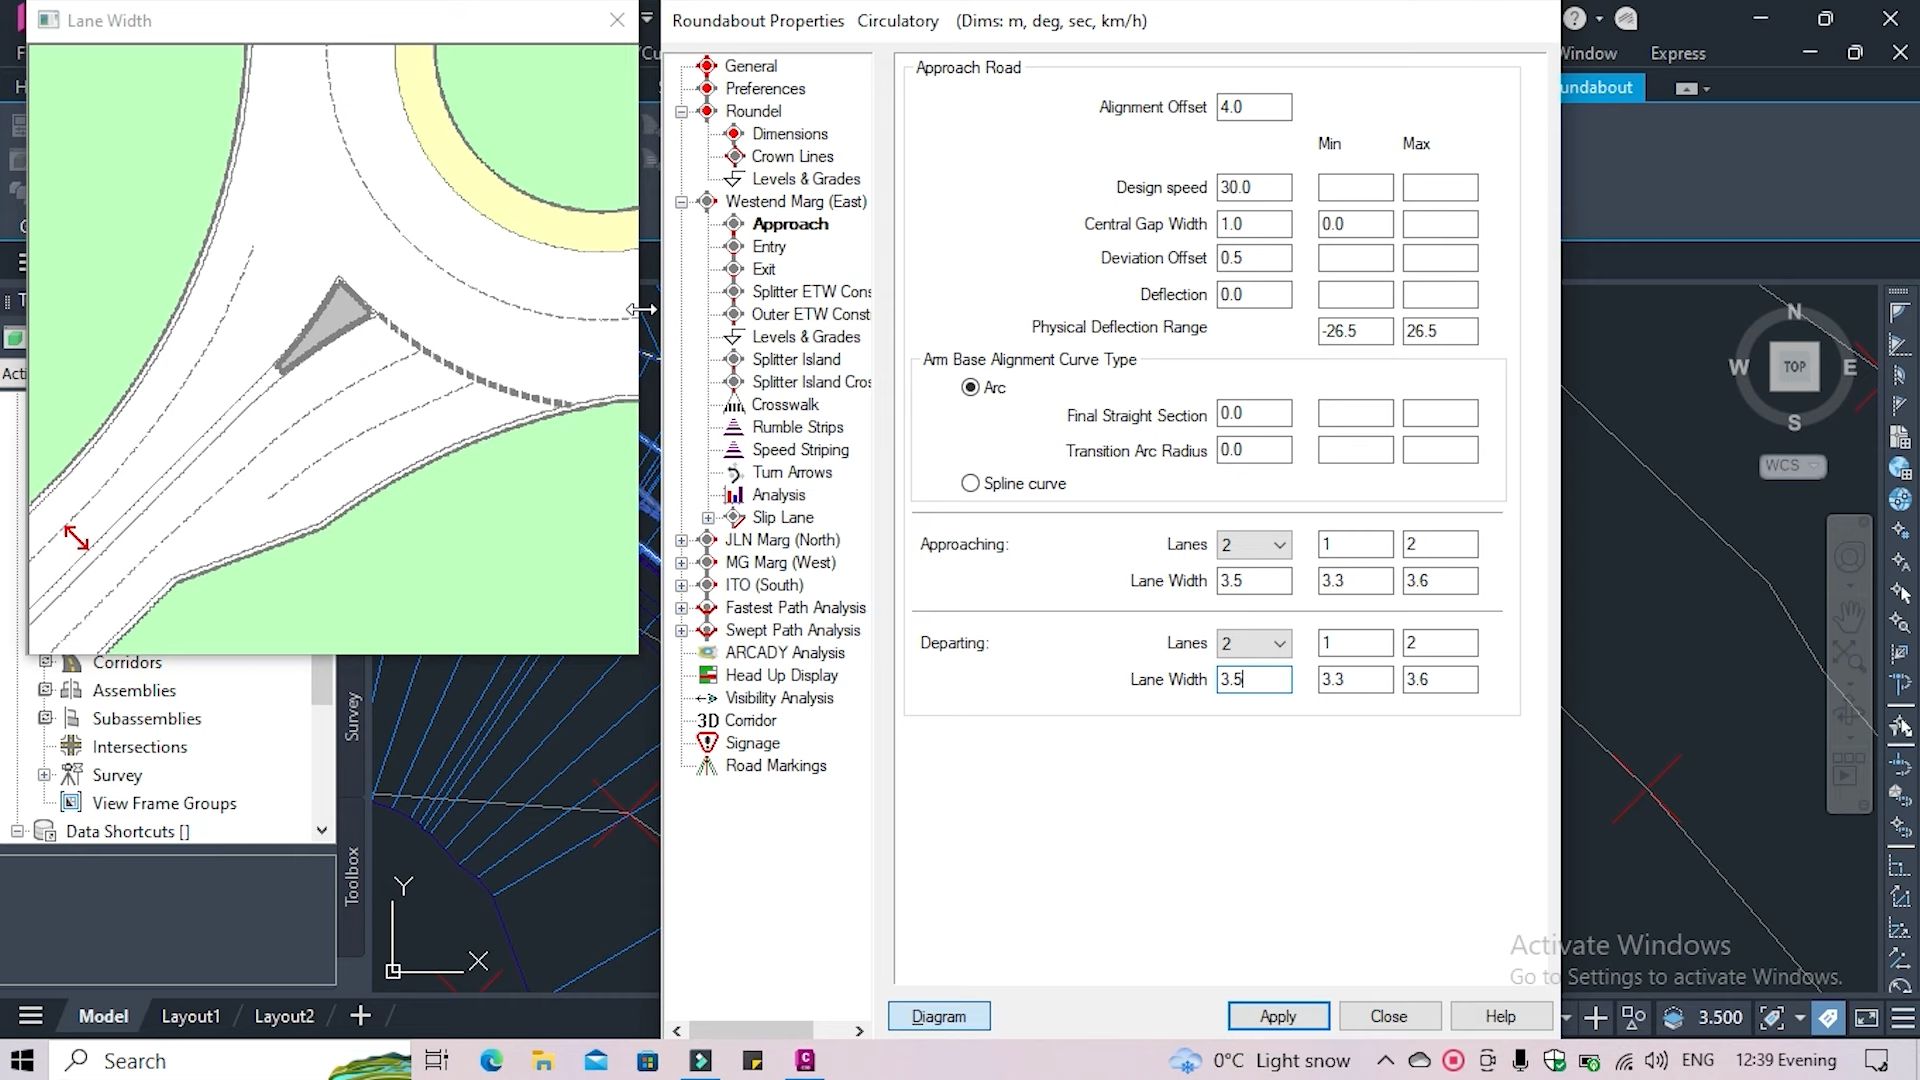 Lane Width
Roundabout Properties   Circulatory   (Dims: m, deg, sec, km/h)
Window
Express
General
Preferences
Roundel
Dimensions
Crown Lines
Levels & Grades
Westend Marg (East)
Approach
Entry
Exit
Splitter ETW Cons
Outer ETW Const
Levels & Grades
Splitter Island
Splitter Island Cros
Crosswalk
Rumble Strips
Speed Striping
Turn Arrows
Analysis
Slip Lane
JLN Marg (North)
MG Marg (West)
ITO (South)
Fastest Path Analysis
Swept Path Analysis
ARCADY Analysis
Head Up Display
Visibility Analysis
3D Corridor
Signage
Road Markings
Approach Road
Alignment Offset 4.0
Min Max
Design speed 30.0
Central Gap Width 1.0 0.0
Deviation Offset 0.5
Deflection 0.0
Physical Deflection Range -26.5 26.5
Arm Base Alignment Curve Type
Arc
Final Straight Section 0.0
Transition Arc Radius 0.0
Spline curve
Approaching: Lanes 2 1 2
Lane Width 3.5 3.3 3.6
Departing: Lanes 2 1 2
Lane Width 3.5 3.3 3.6
Diagram
Apply
Close
Help
N
W TOP E
S
WCS
Corridors
Assemblies
Subassemblies
Intersections
Survey
View Frame Groups
Data Shortcuts []
Survey
Toolbox
Y
X
Activate Windows
Go to Settings to activate Windows.
Model
Layout1
Layout2
3.500
Search
0°C Light snow
ENG
12:39 Evening